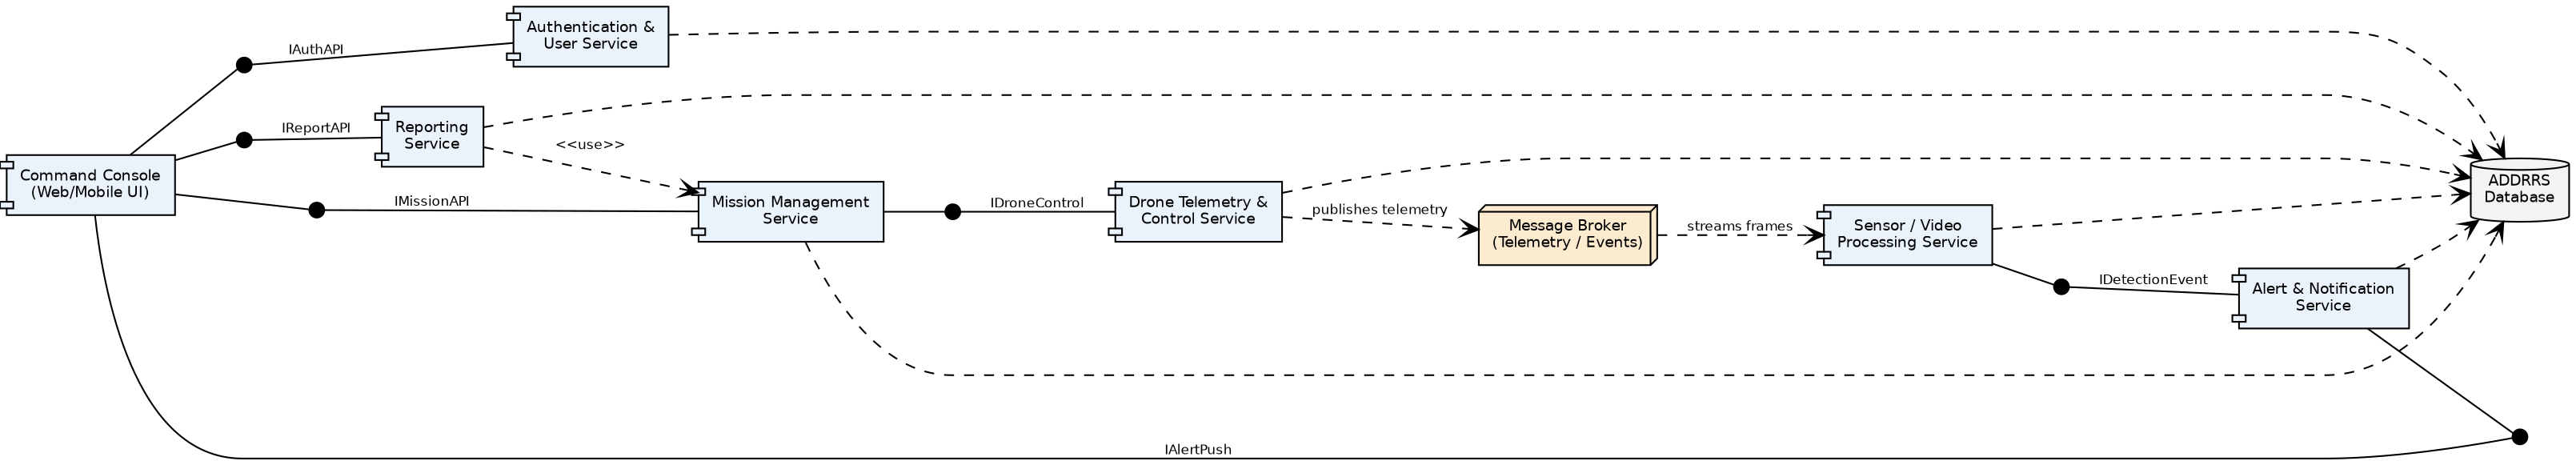 Authentication &
User Service
IAuthAPI
IReportAPI
Reporting
Service
<<use>>
Command Console
(Web/Mobile UI)
IMissionAPI
Mission Management
Service
IDroneControl
Drone Telemetry &
Control Service
publishes telemetry
Message Broker
(Telemetry / Events)
streams frames
Sensor / Video
Processing Service
ADDRRS
Database
IDetectionEvent
Alert & Notification
Service
IAlertPush